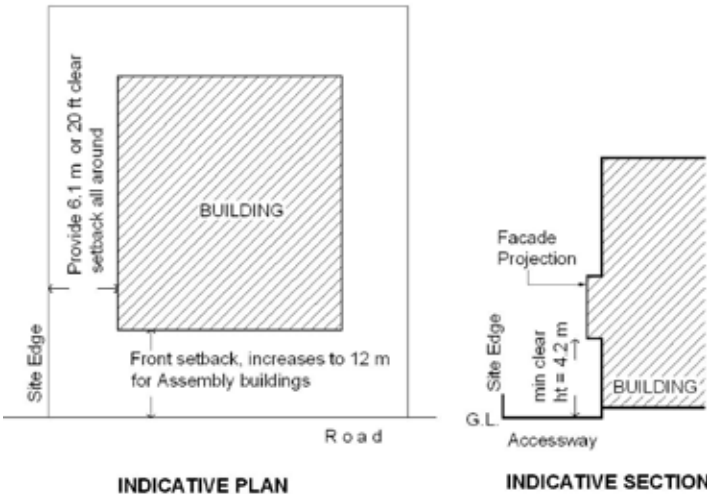 Provide 6.1 m or 20 ft clear
setback all around
BUILDING
Site Edge
Front setback, increases to 12 m
for Assembly buildings
Road
INDICATIVE PLAN
Facade
Projection
Site Edge
min clear
ht = 4.2 m
BUILDING
G.L.
Accessway
INDICATIVE SECTION